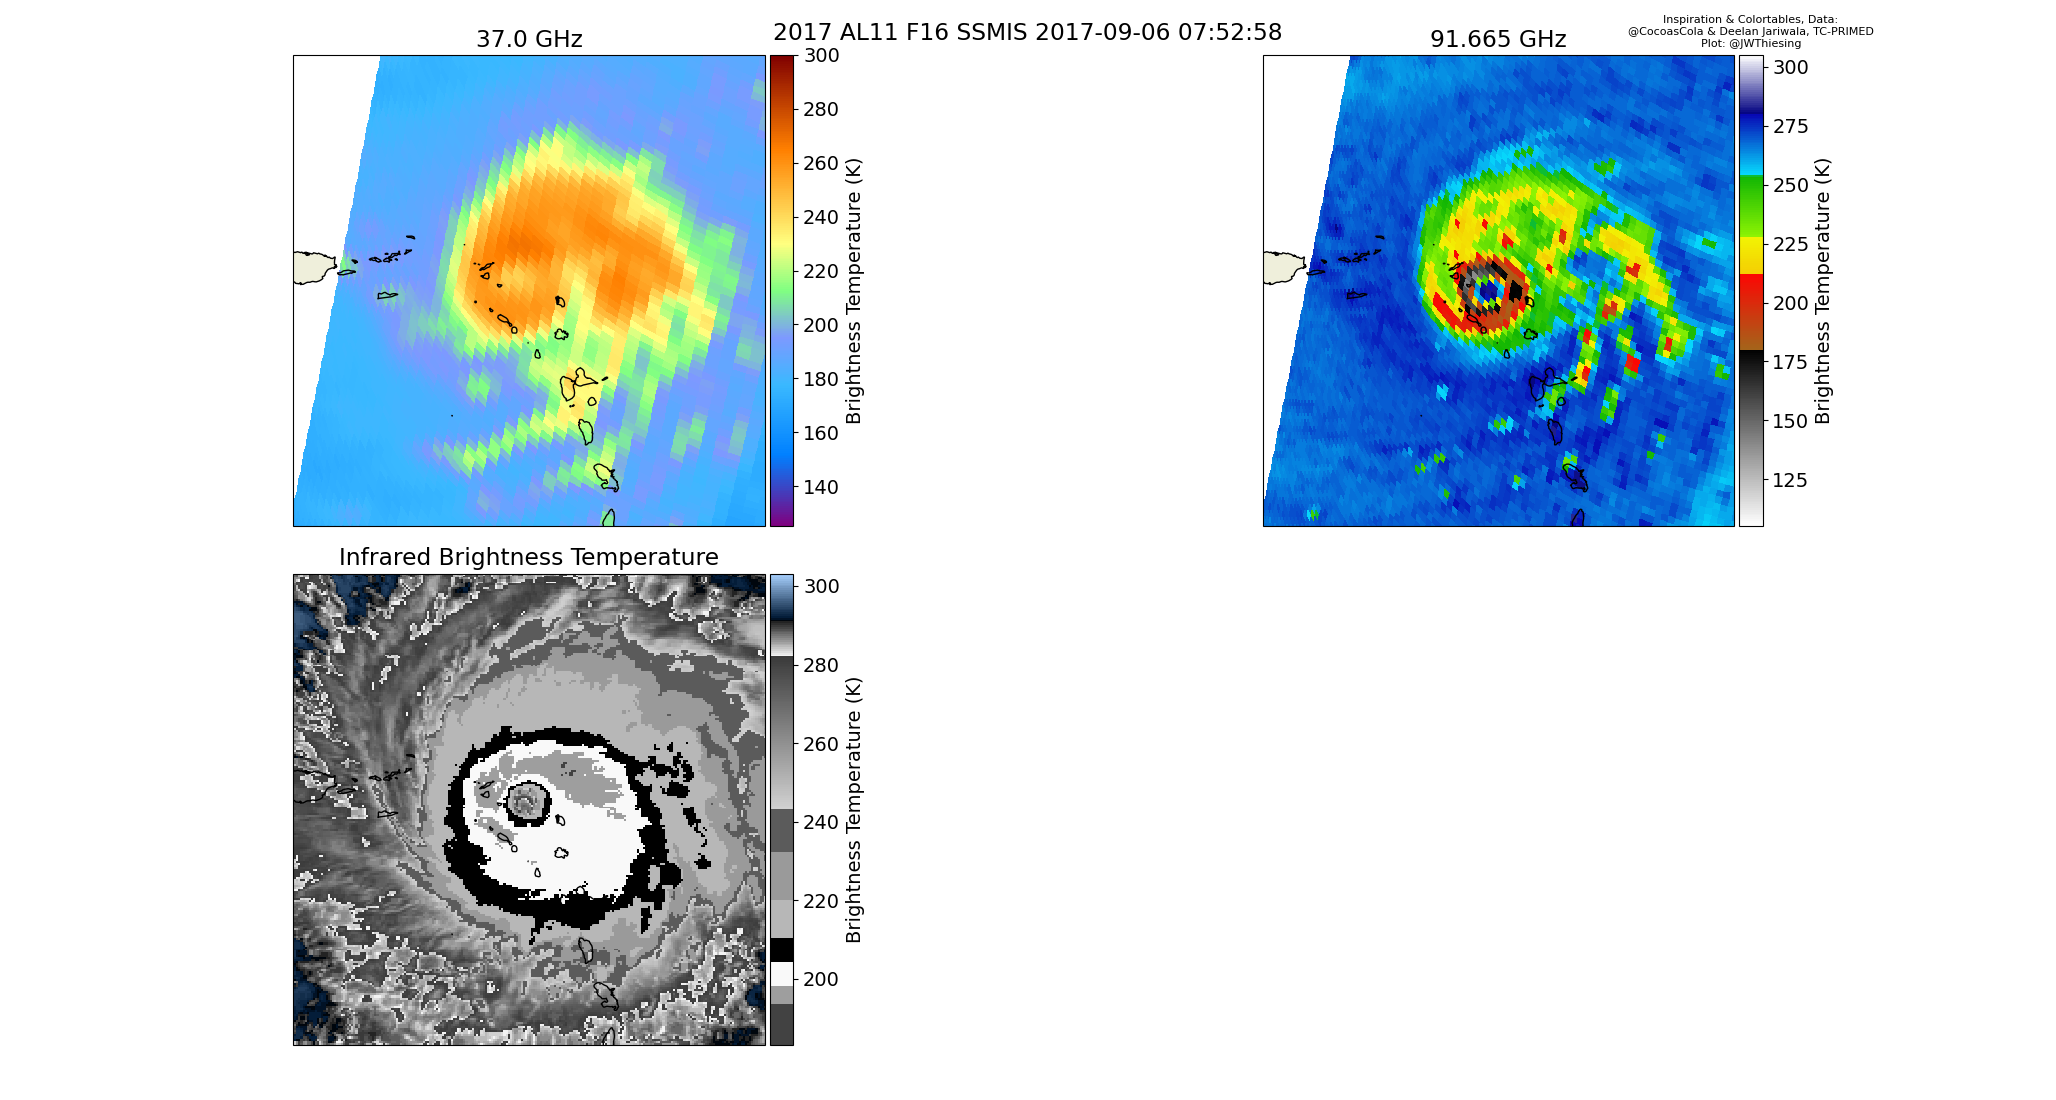 2017 AL11 F16 SSMIS 2017-09-06 07:52:58
Inspiration & Colortables, Data:
@CocoasCola & Deelan Jariwala, TC-PRIMED
Plot: @JWThiesing
37.0 GHz
300
280
260
240
220
200
180
160
140
Brightness Temperature (K)
91.665 GHz
300
275
250
225
200
175
150
125
Brightness Temperature (K)
Infrared Brightness Temperature
300
280
260
240
220
200
Brightness Temperature (K)